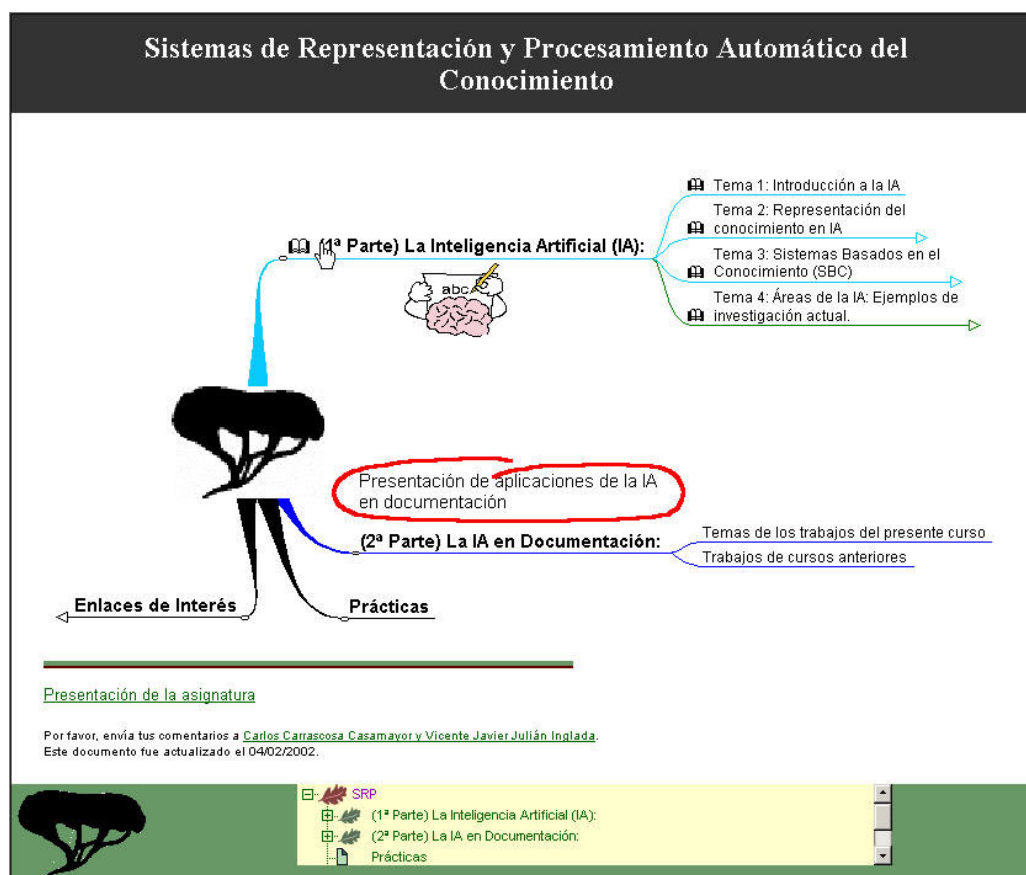 Sistemas de Representación y Procesamiento Automático del
Conocimiento
Tema 1: Introducción a la IA
Tema 2: Representación del
conocimiento en IA
(1ª Parte) La Inteligencia Artificial (IA):
Tema 3: Sistemas Basados en el
Conocimiento (SBC)
abc
Tema 4: Áreas de la IA: Ejemplos de
investigación actual.
Presentación de aplicaciones de la IA
en documentación
(2ª Parte) La IA en Documentación:
Temas de los trabajos del presente curso
Trabajos de cursos anteriores
Enlaces de Interés
Prácticas
Presentación de la asignatura
Por favor, envía tus comentarios a Carlos Carrascosa Casamayor y Vicente Javier Julián Inglada.
Este documento fue actualizado el 04/02/2002.
SRP
(1ª Parte) La Inteligencia Artificial (IA):
(2ª Parte) La IA en Documentación:
Prácticas